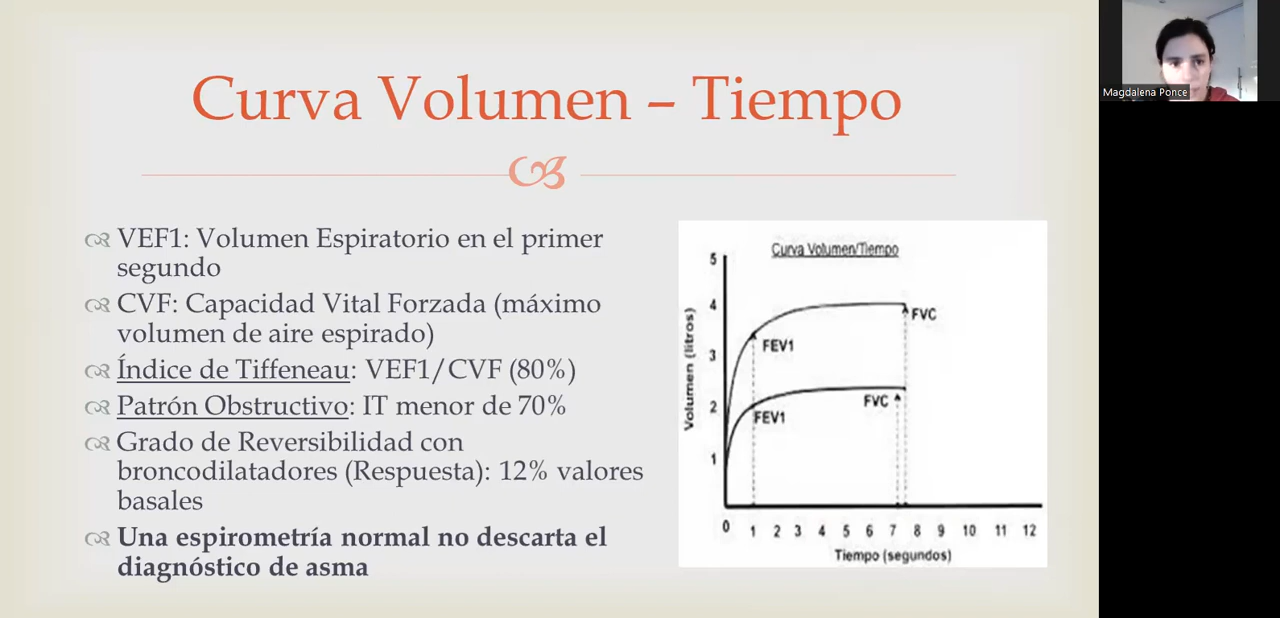 Curva Volumen – Tiempo
VEF1: Volumen Espiratorio en el primer
segundo
CVF: Capacidad Vital Forzada (máximo
volumen de aire espirado)
Índice de Tiffeneau: VEF1/CVF (80%)
Patrón Obstructivo: IT menor de 70%
Grado de Reversibilidad con
broncodilatadores (Respuesta): 12% valores
basales
Una espirometría normal no descarta el
diagnóstico de asma
Curva Volumen/Tiempo
Volumen (litros)
5
4
3
2
1
FEV1
FVC
FEV1
FVC
0 1 2 3 4 5 6 7 8 9 10 11 12
Tiempo (segundos)
Magdalena Ponce